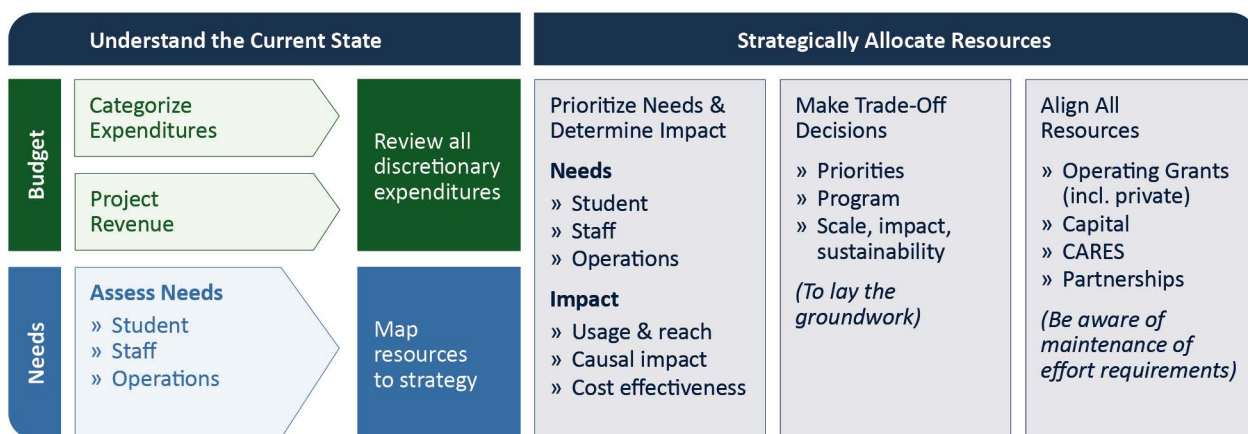 Understand the Current State
Strategically Allocate Resources
Budget
Categorize
Expenditures
Project
Revenue
Review all
discretionary
expenditures
Needs
Assess Needs
» Student
» Staff
» Operations
Map
resources
to strategy
Prioritize Needs &
Determine Impact
Needs
» Student
» Staff
» Operations
Impact
» Usage & reach
» Causal impact
» Cost effectiveness
Make Trade-Off
Decisions
» Priorities
» Program
» Scale, impact,
sustainability
(To lay the
groundwork)
Align All
Resources
» Operating Grants
(incl. private)
» Capital
» CARES
» Partnerships
(Be aware of
maintenance of
effort requirements)